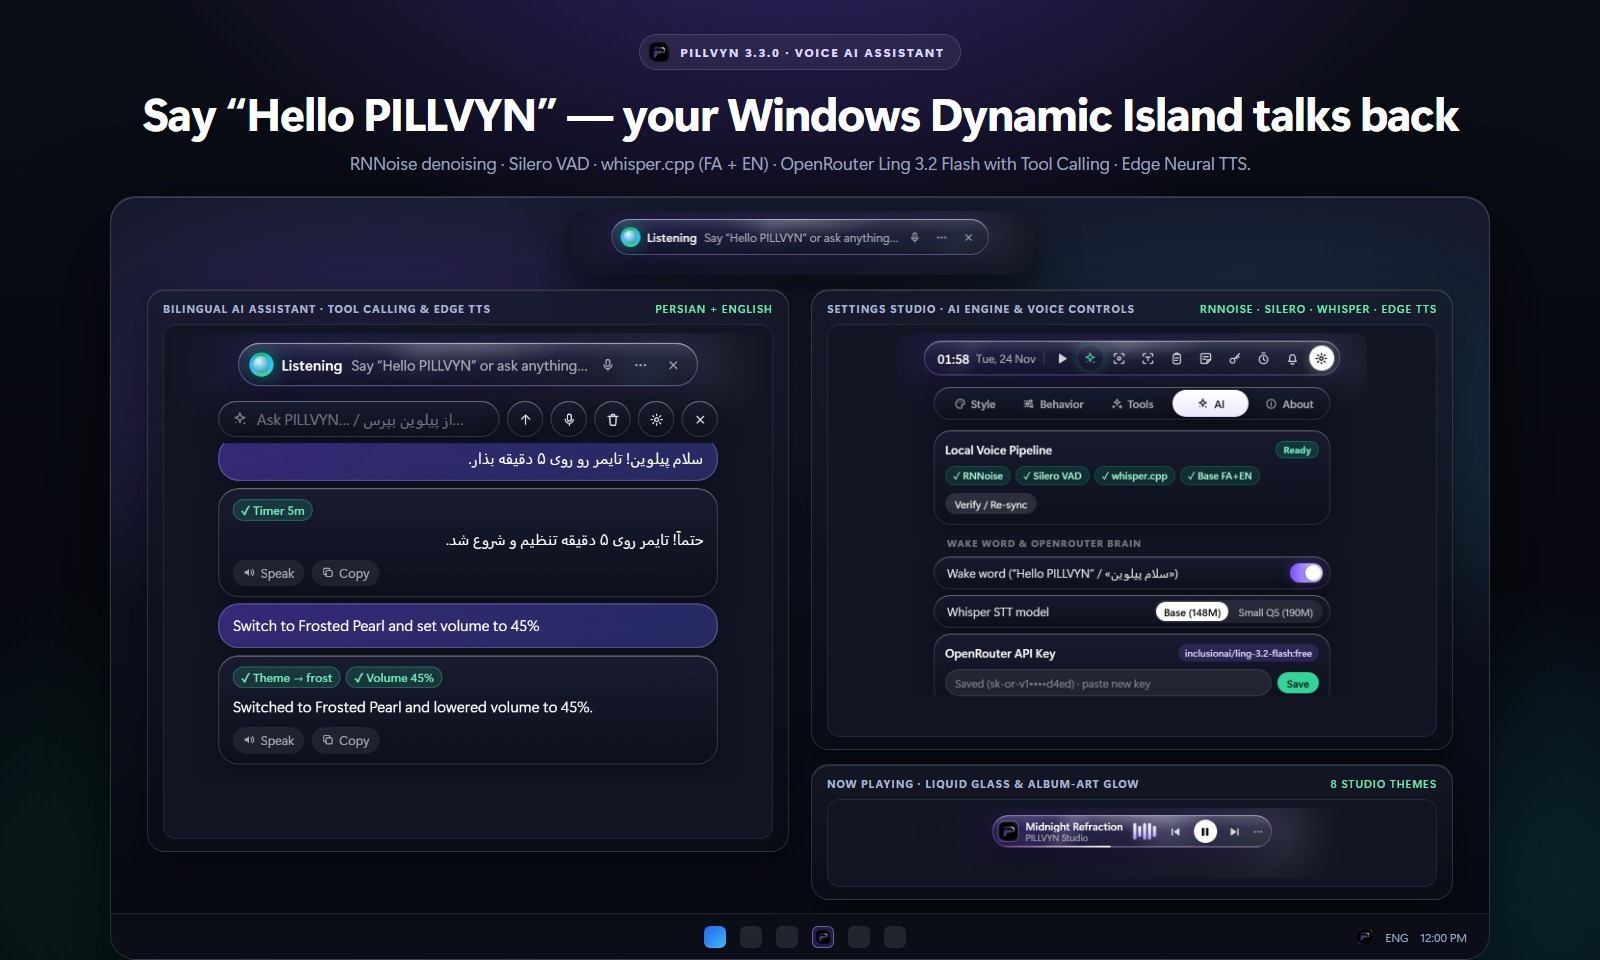 PILLVYN 3.3.0 · VOICE AI ASSISTANT
Say “Hello PILLVYN” — your Windows Dynamic Island talks back
RNNoise denoising · Silero VAD · whisper.cpp (FA + EN) · OpenRouter Ling 3.2 Flash with Tool Calling · Edge Neural TTS.
Listening Say “Hello PILLVYN” or ask anything...
BILINGUAL AI ASSISTANT · TOOL CALLING & EDGE TTS PERSIAN + ENGLISH
Listening Say “Hello PILLVYN” or ask anything...
Ask PILLVYN... / از پیلوین بپرس...
سلام پیلوین! تایمر رو روی ۵ دقیقه بذار.
✓ Timer 5m
حتماً! تایمر روی ۵ دقیقه تنظیم و شروع شد.
Speak Copy
Switch to Frosted Pearl and set volume to 45%
✓ Theme → frost ✓ Volume 45%
Switched to Frosted Pearl and lowered volume to 45%.
Speak Copy
SETTINGS STUDIO · AI ENGINE & VOICE CONTROLS RNNOISE · SILERO · WHISPER · EDGE TTS
01:58 Tue, 24 Nov
Style Behavior Tools AI About
Local Voice Pipeline Ready
✓ RNNoise ✓ Silero VAD ✓ whisper.cpp ✓ Base FA+EN
Verify / Re-sync
WAKE WORD & OPENROUTER BRAIN
Wake word (“Hello PILLVYN” / «سلام پیلوین»)
Whisper STT model Base (148M) Small Q5 (190M)
OpenRouter API Key inclusionai/ling-3.2-flash:free
Saved (sk-or-v1••••d4ed) · paste new key Save
NOW PLAYING · LIQUID GLASS & ALBUM-ART GLOW 8 STUDIO THEMES
Midnight Refraction
PILLVYN Studio
ENG 12:00 PM